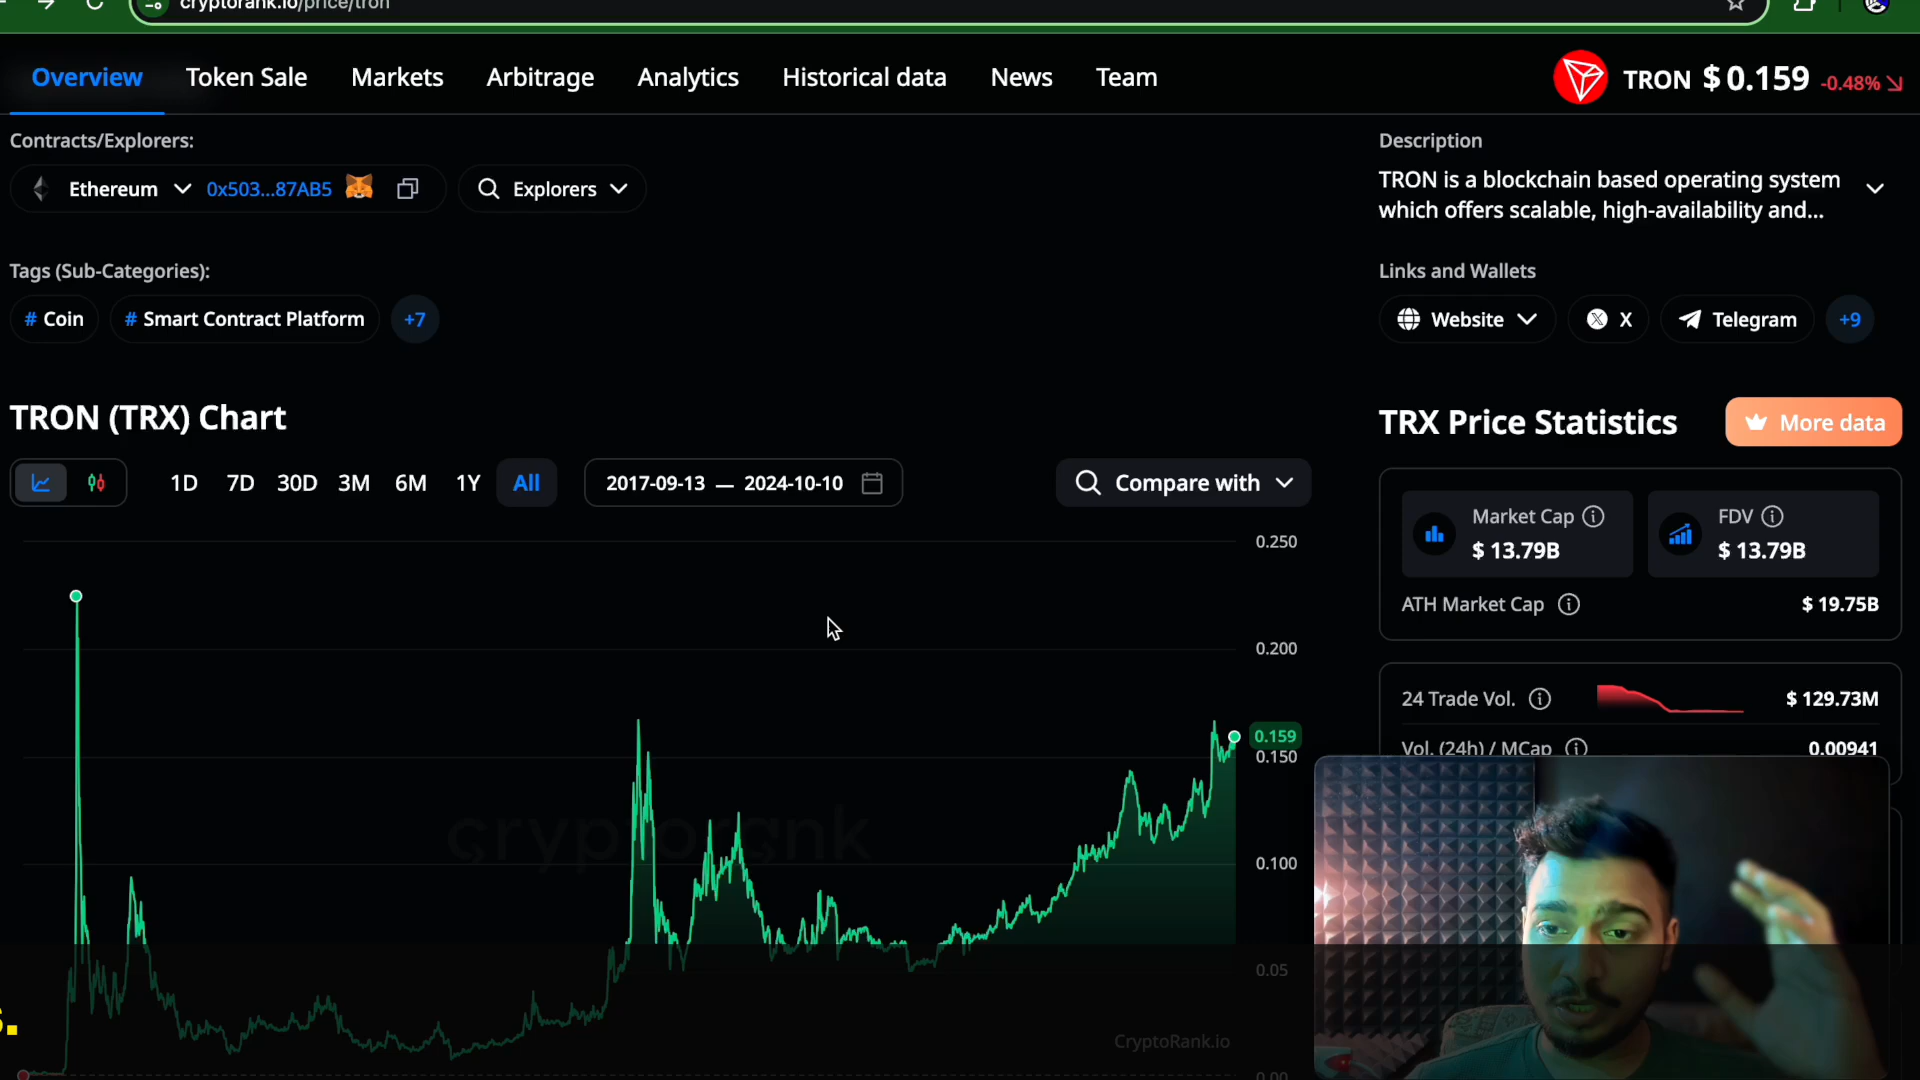 cryptorank.io/price/tron
Overview
Token Sale
Markets
Arbitrage
Analytics
Historical data
News
Team
TRON $ 0.159 -0.48%
Contracts/Explorers:
Ethereum 0x503...87AB5
Explorers
Tags (Sub-Categories):
# Coin
# Smart Contract Platform
+7
Description
TRON is a blockchain based operating system
which offers scalable, high-availability and...
Links and Wallets
Website
X
Telegram
+9
TRON (TRX) Chart
1D 7D 30D 3M 6M 1Y All
2017-09-13 — 2024-10-10
Compare with
0.250
0.200
0.159
0.150
0.100
0.05
0.00
cryptorank
CryptoRank.io
TRX Price Statistics
More data
Market Cap
$ 13.79B
FDV
$ 13.79B
ATH Market Cap $ 19.75B
24 Trade Vol. $ 129.73M
Vol. (24h) / MCap 0.00941
s.